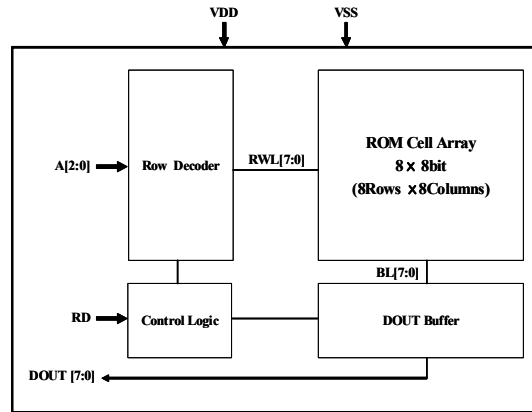 VDD
VSS
A[2:0]
Row Decoder
RWL[7:0]
ROM Cell Array
8 × 8bit
(8Rows ×8Columns)
BL[7:0]
RD
Control Logic
DOUT Buffer
DOUT [7:0]